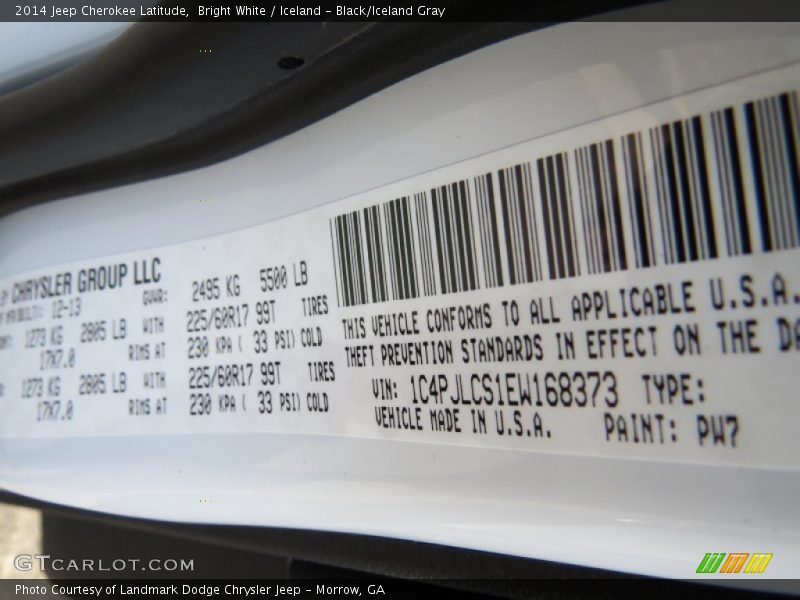 2014 Jeep Cherokee Latitude, Bright White / Iceland - Black/Iceland Gray
BY CHRYSLER GROUP LLC
12-13 GVWR: 2495 KG 5500 LB
1273 KG 2805 LB WITH 225/60R17 99T TIRES
17X7.0 RIMS AT 230 KPA ( 33 PSI) COLD
1273 KG 2805 LB WITH 225/60R17 99T TIRES
17X7.0 RIMS AT 230 KPA ( 33 PSI) COLD
THIS VEHICLE CONFORMS TO ALL APPLICABLE U.S.A.
THEFT PREVENTION STANDARDS IN EFFECT ON THE DA
VIN: 1C4PJLCS1EW168373 TYPE:
VEHICLE MADE IN U.S.A. PAINT: PW7
GTCARLOT.COM
Photo Courtesy of Landmark Dodge Chrysler Jeep - Morrow, GA